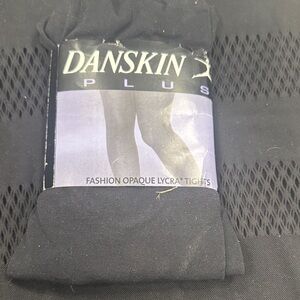 DANSKIN
PLUS
FASHION OPAQUE LYCRA® TIGHTS